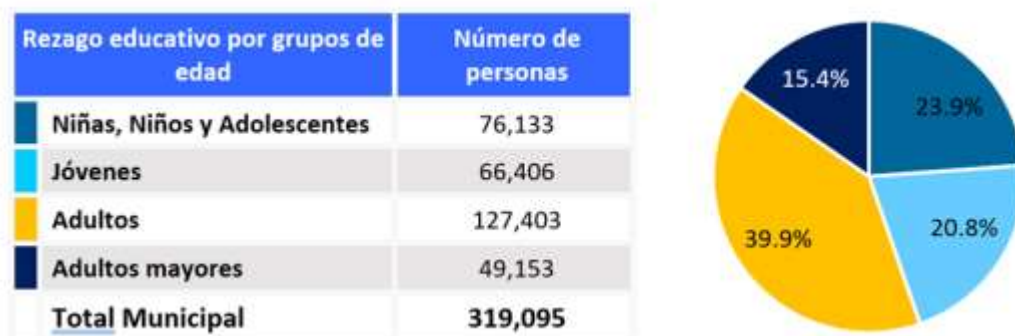 Rezago educativo por grupos de
edad
Número de
personas
Niñas, Niños y Adolescentes 76,133
Jóvenes 66,406
Adultos 127,403
Adultos mayores 49,153
Total Municipal 319,095
15.4%
23.9%
39.9%
20.8%